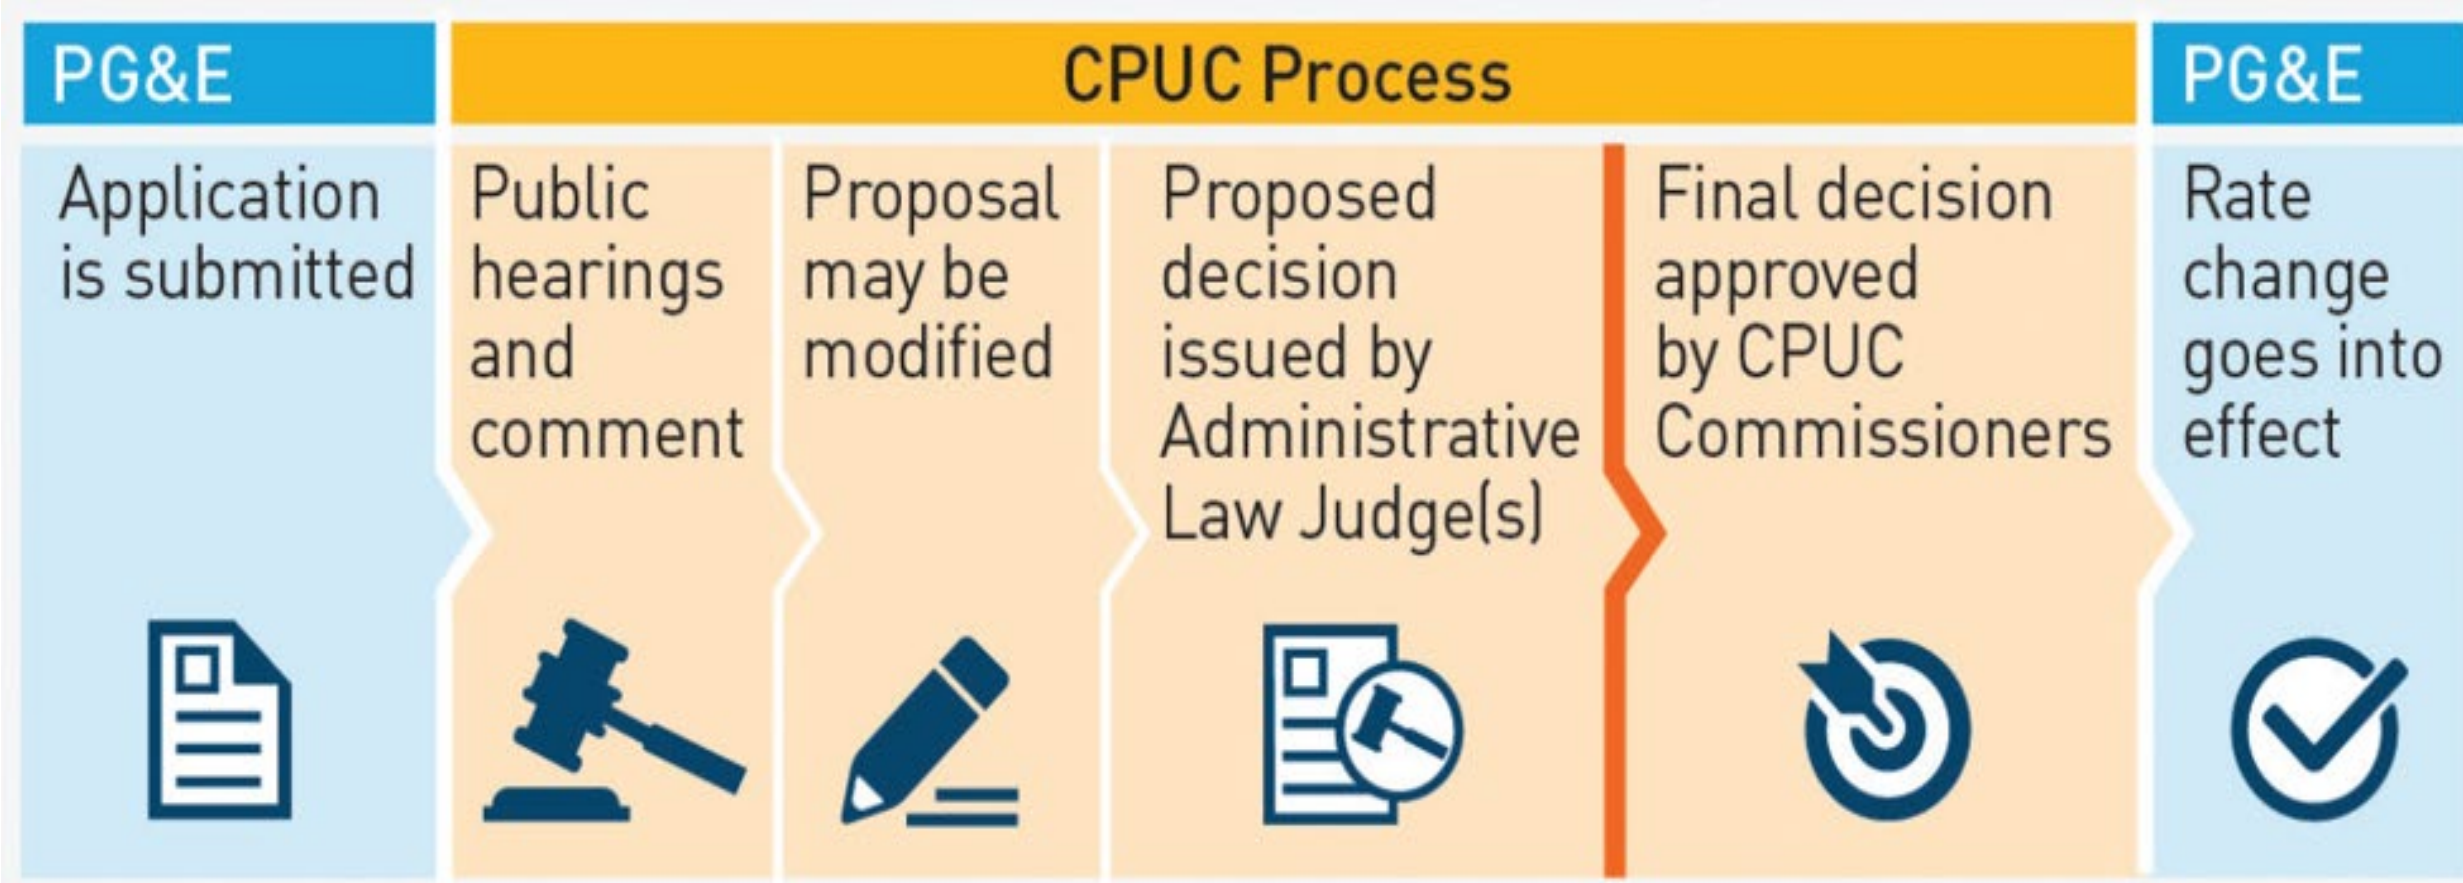 PG&E
CPUC Process
PG&E
Application
is submitted
Public
hearings
and
comment
Proposal
may be
modified
Proposed
decision
issued by
Administrative
Law Judge(s)
Final decision
approved
by CPUC
Commissioners
Rate
change
goes into
effect